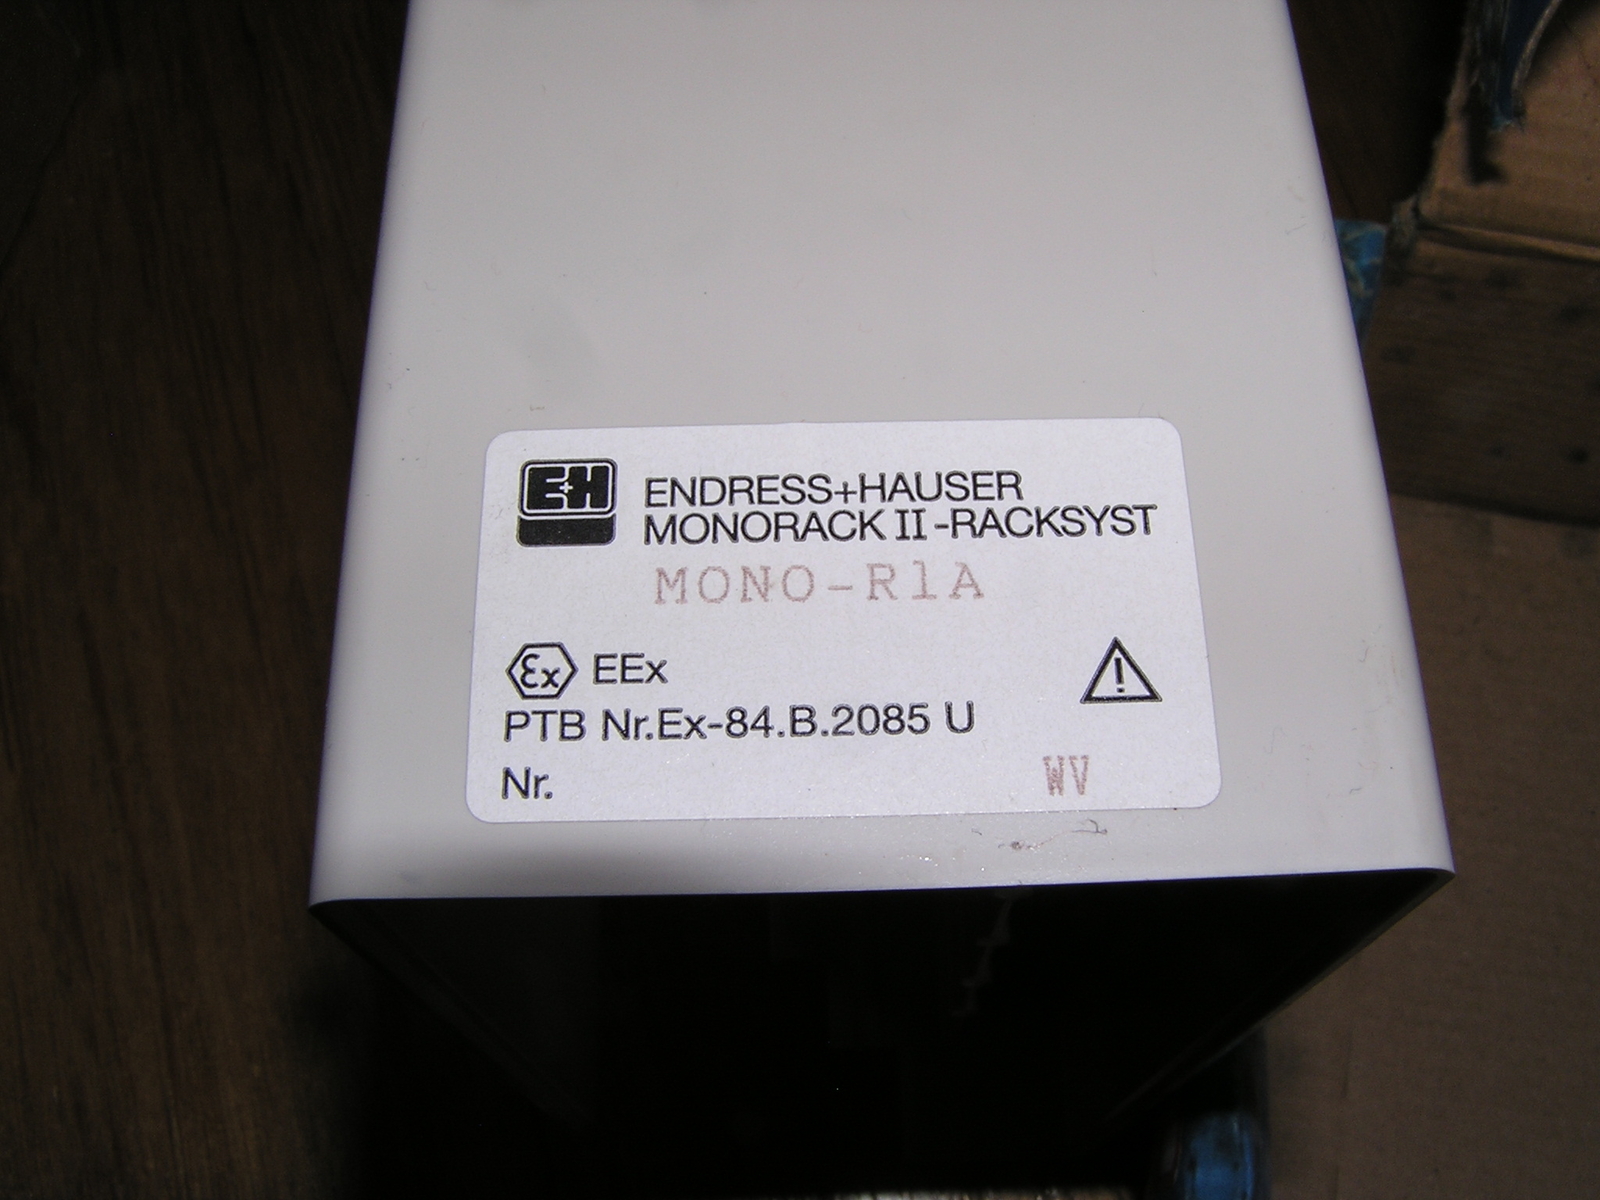 E+H
ENDRESS+HAUSER
MONORACK II-RACKSYST
MONO-R1A
Ex EEx
PTB Nr.Ex-84.B.2085 U
Nr. WV